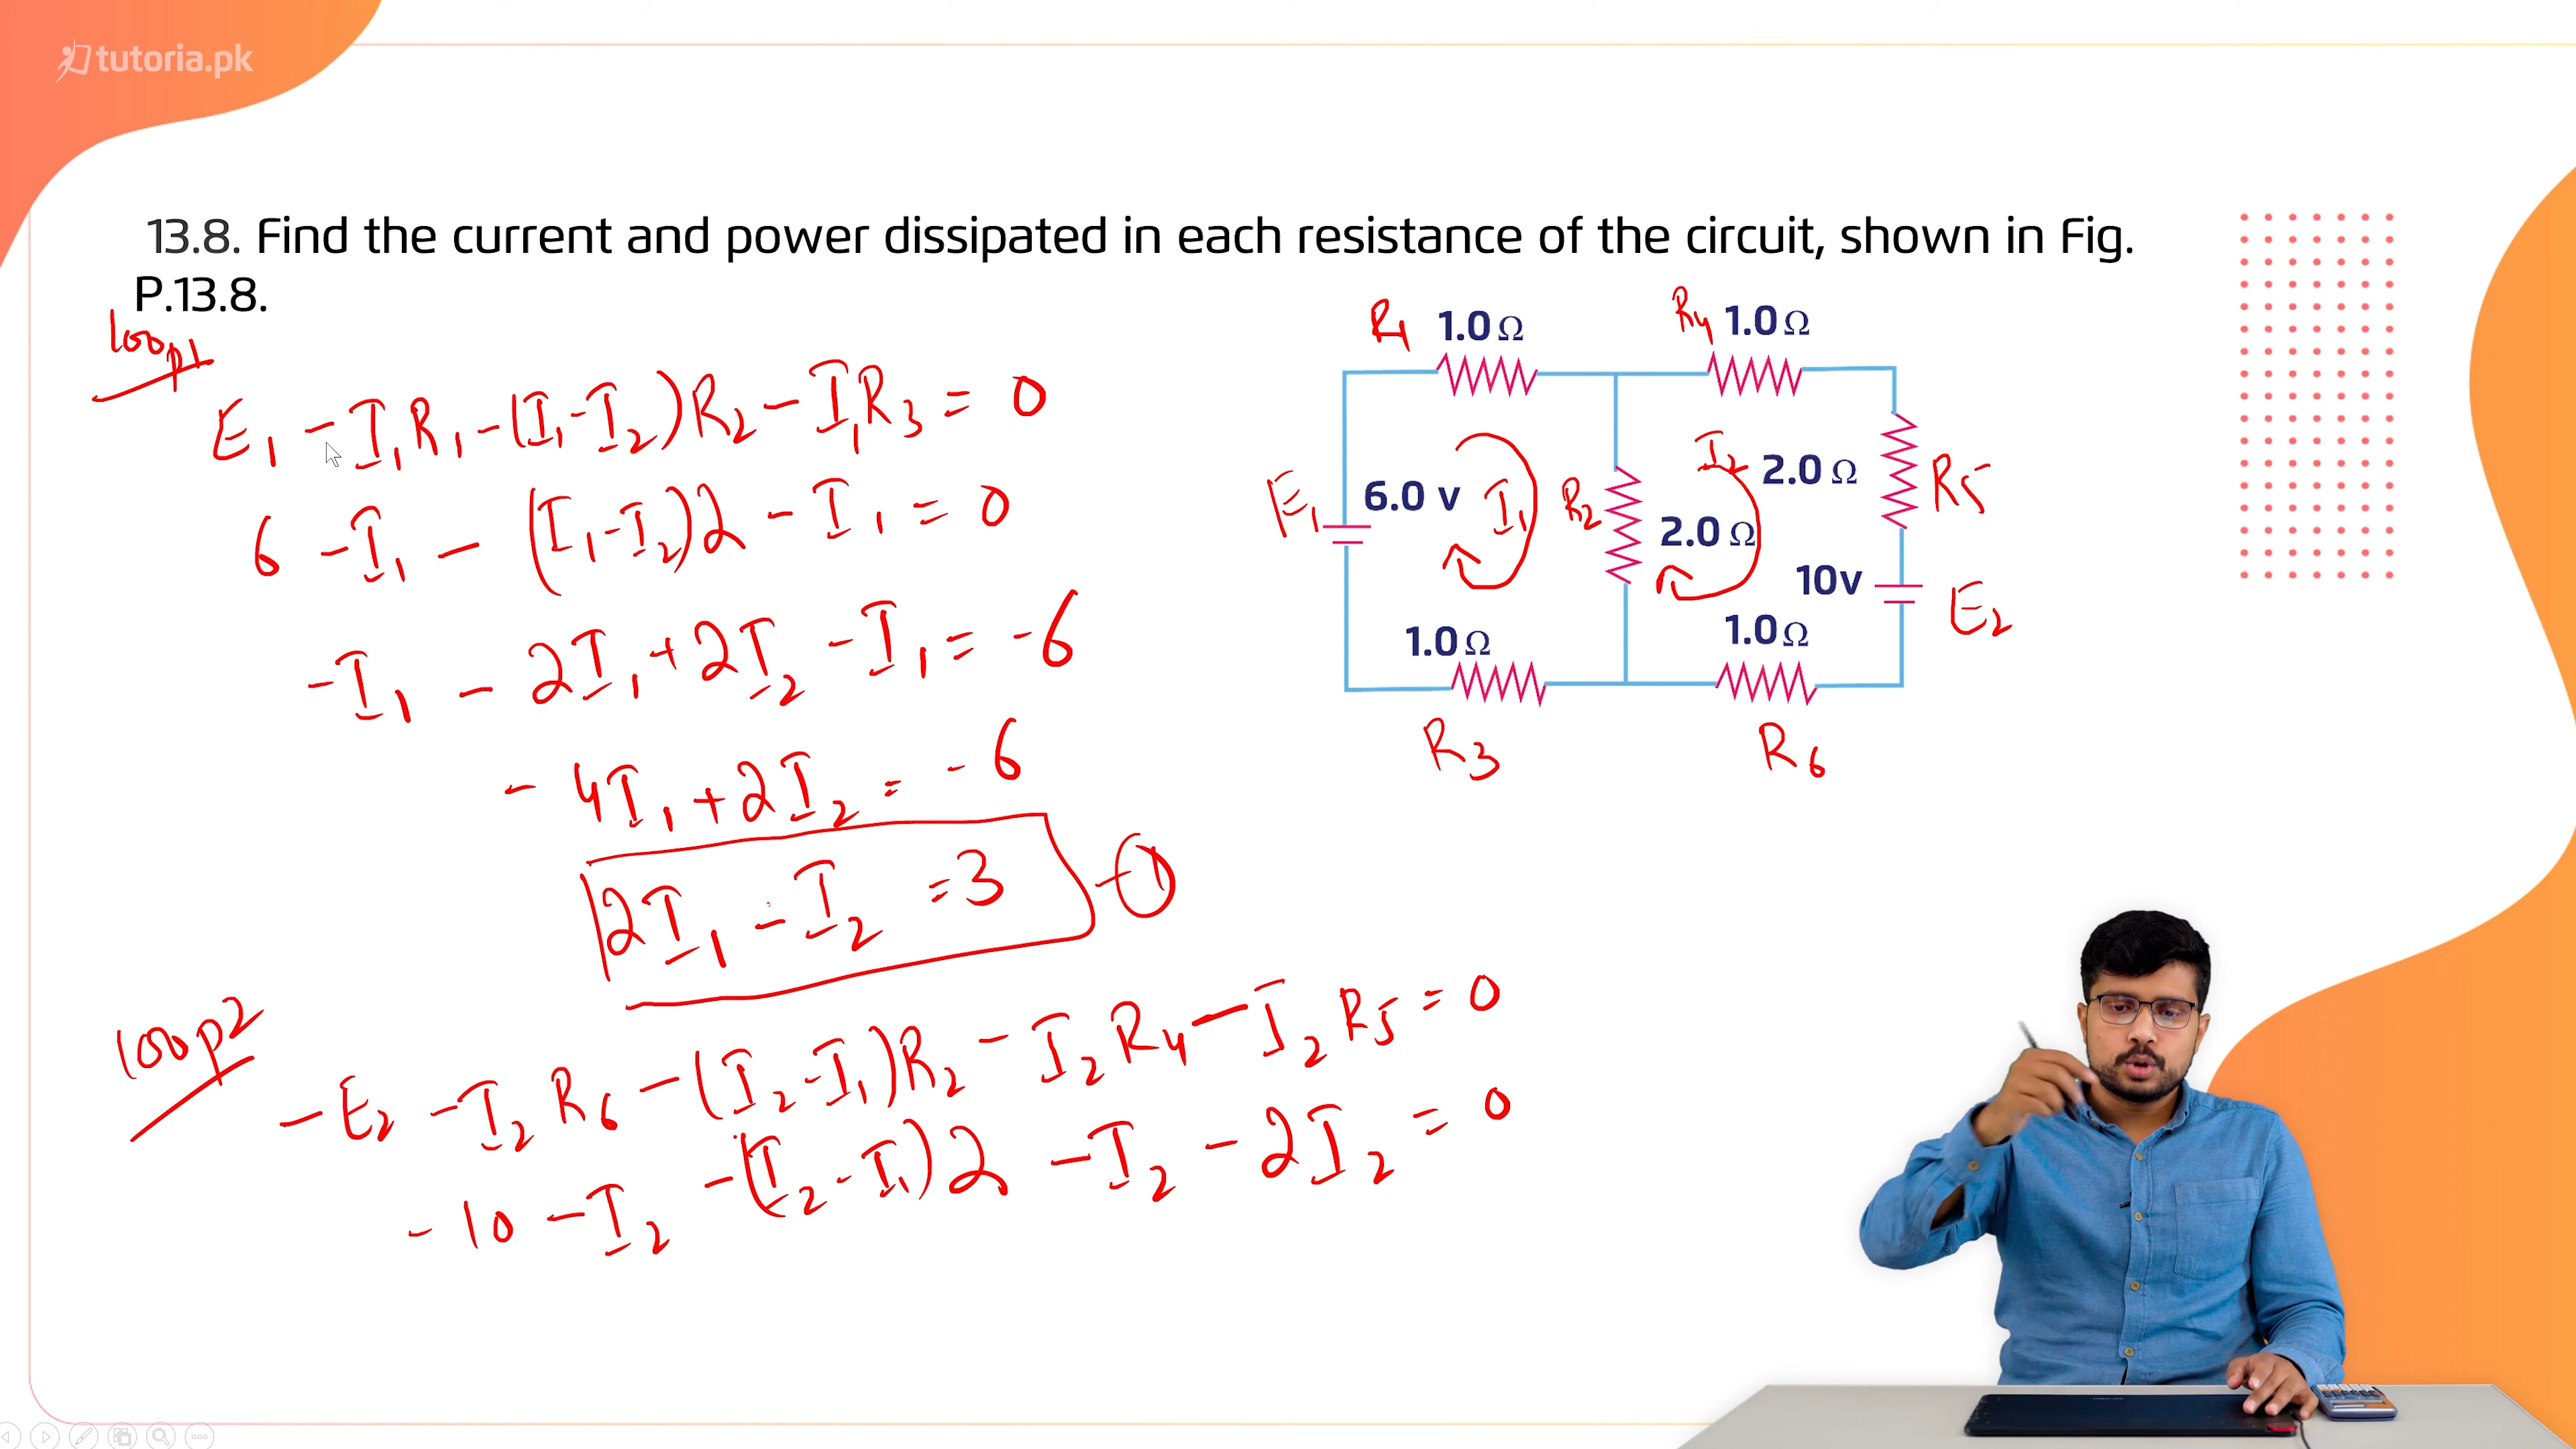 tutoria.pk
13.8. Find the current and power dissipated in each resistance of the circuit, shown in Fig.
P.13.8.
loop1
E₁ - I₁R₁ - (I₁ - I₂)R₂ - I₁R₃ = 0
6 - I₁ - (I₁ - I₂)2 - I₁ = 0
- I₁ - 2I₁ + 2I₂ - I₁ = -6
- 4I₁ + 2I₂ = - 6
2I₁ - I₂ = 3 - ①
loop2
- E₂ - I₂R₆ - (I₂ - I₁)R₂ - I₂R₄ - I₂R₅ = 0
- 10 - I₂ - (I₂ - I₁)2 - I₂ - 2I₂ = 0
R₁ 1.0 Ω
R₄ 1.0 Ω
E₁ 6.0 v
I₁
R₂ 2.0 Ω
I₂
2.0 Ω R₅
10v E₂
1.0 Ω
R₃
1.0 Ω
R₆